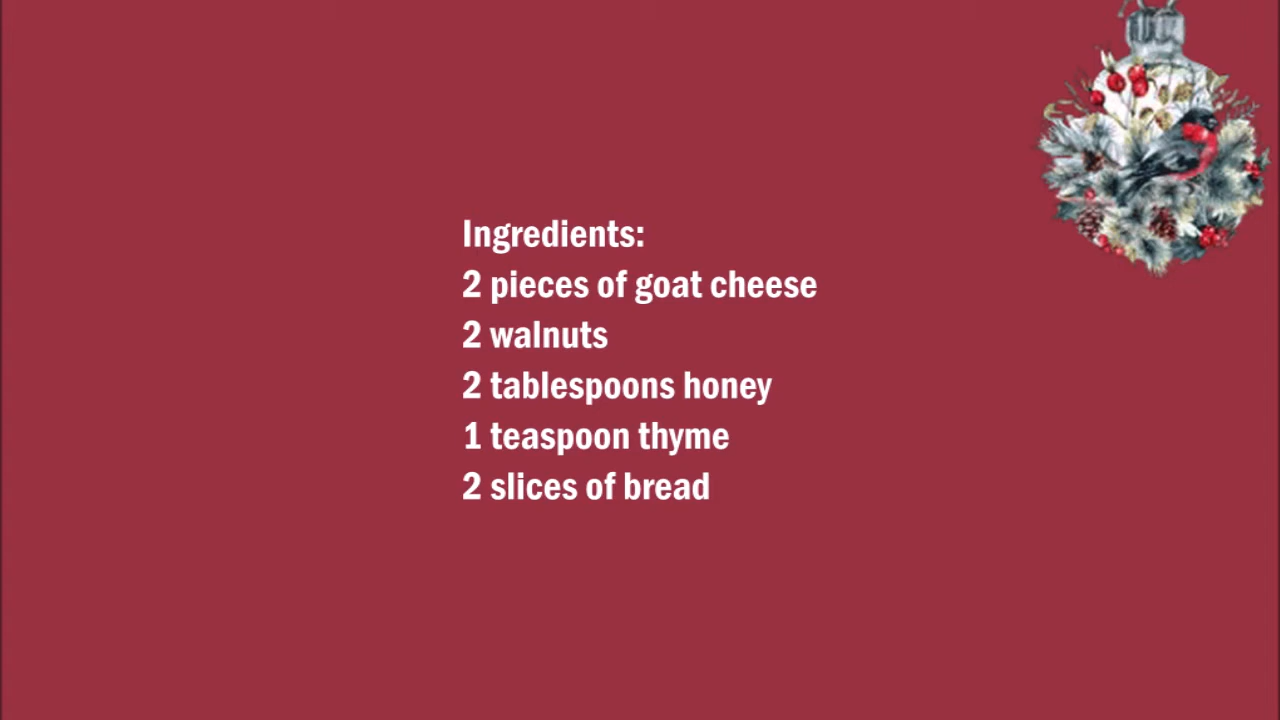 Ingredients:
2 pieces of goat cheese
2 walnuts
2 tablespoons honey
1 teaspoon thyme
2 slices of bread